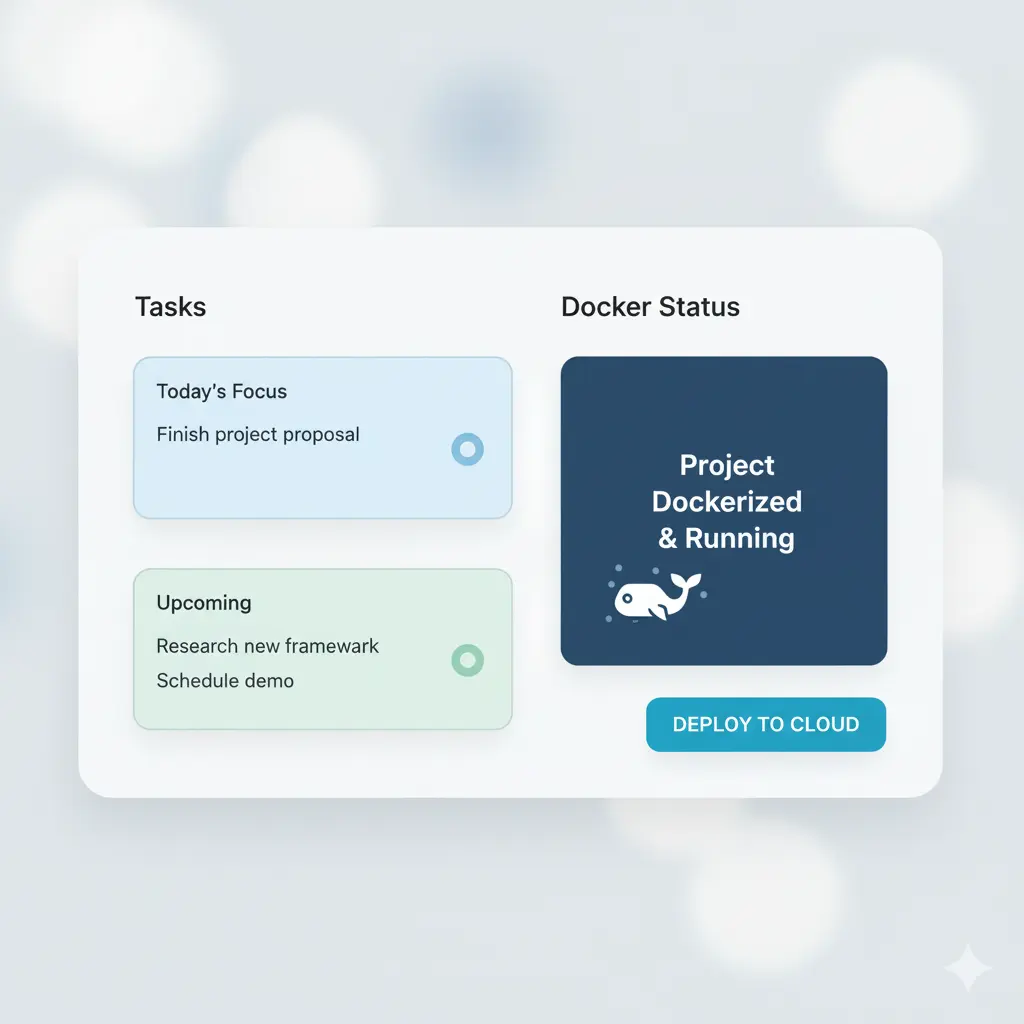 Tasks
Today's Focus
Finish project proposal
Upcoming
Research new framewark
Schedule demo
Docker Status
Project
Dockerized
& Running
DEPLOY TO CLOUD